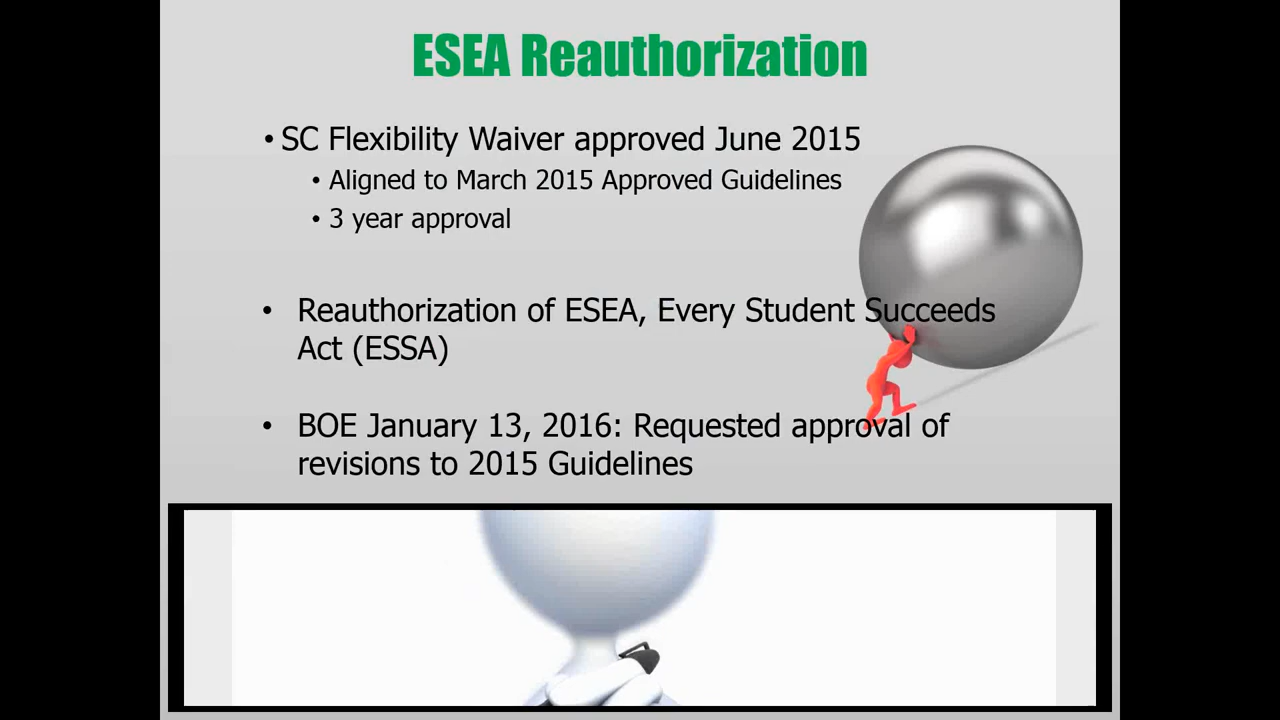 ESEA Reauthorization
• SC Flexibility Waiver approved June 2015
• Aligned to March 2015 Approved Guidelines
• 3 year approval
• Reauthorization of ESEA, Every Student Succeeds
Act (ESSA)
• BOE January 13, 2016: Requested approval of
revisions to 2015 Guidelines